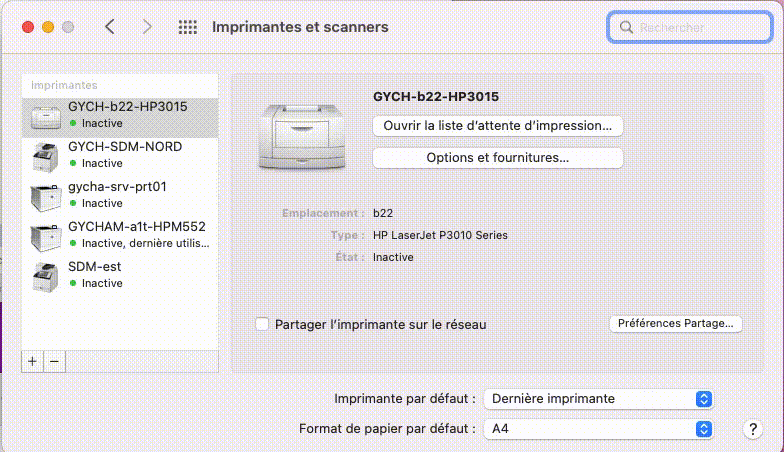 Imprimantes et scanners
Rechercher
Imprimantes
GYCH-b22-HP3015
Inactive
GYCH-SDM-NORD
Inactive
gycha-srv-prt01
Inactive
GYCHAM-a1t-HPM552
Inactive, dernière utilis...
SDM-est
Inactive
+ −
GYCH-b22-HP3015
Ouvrir la liste d’attente d’impression...
Options et fournitures...
Emplacement : b22
Type : HP LaserJet P3010 Series
État : Inactive
Partager l’imprimante sur le réseau
Préférences Partage...
Imprimante par défaut : Dernière imprimante
Format de papier par défaut : A4
?